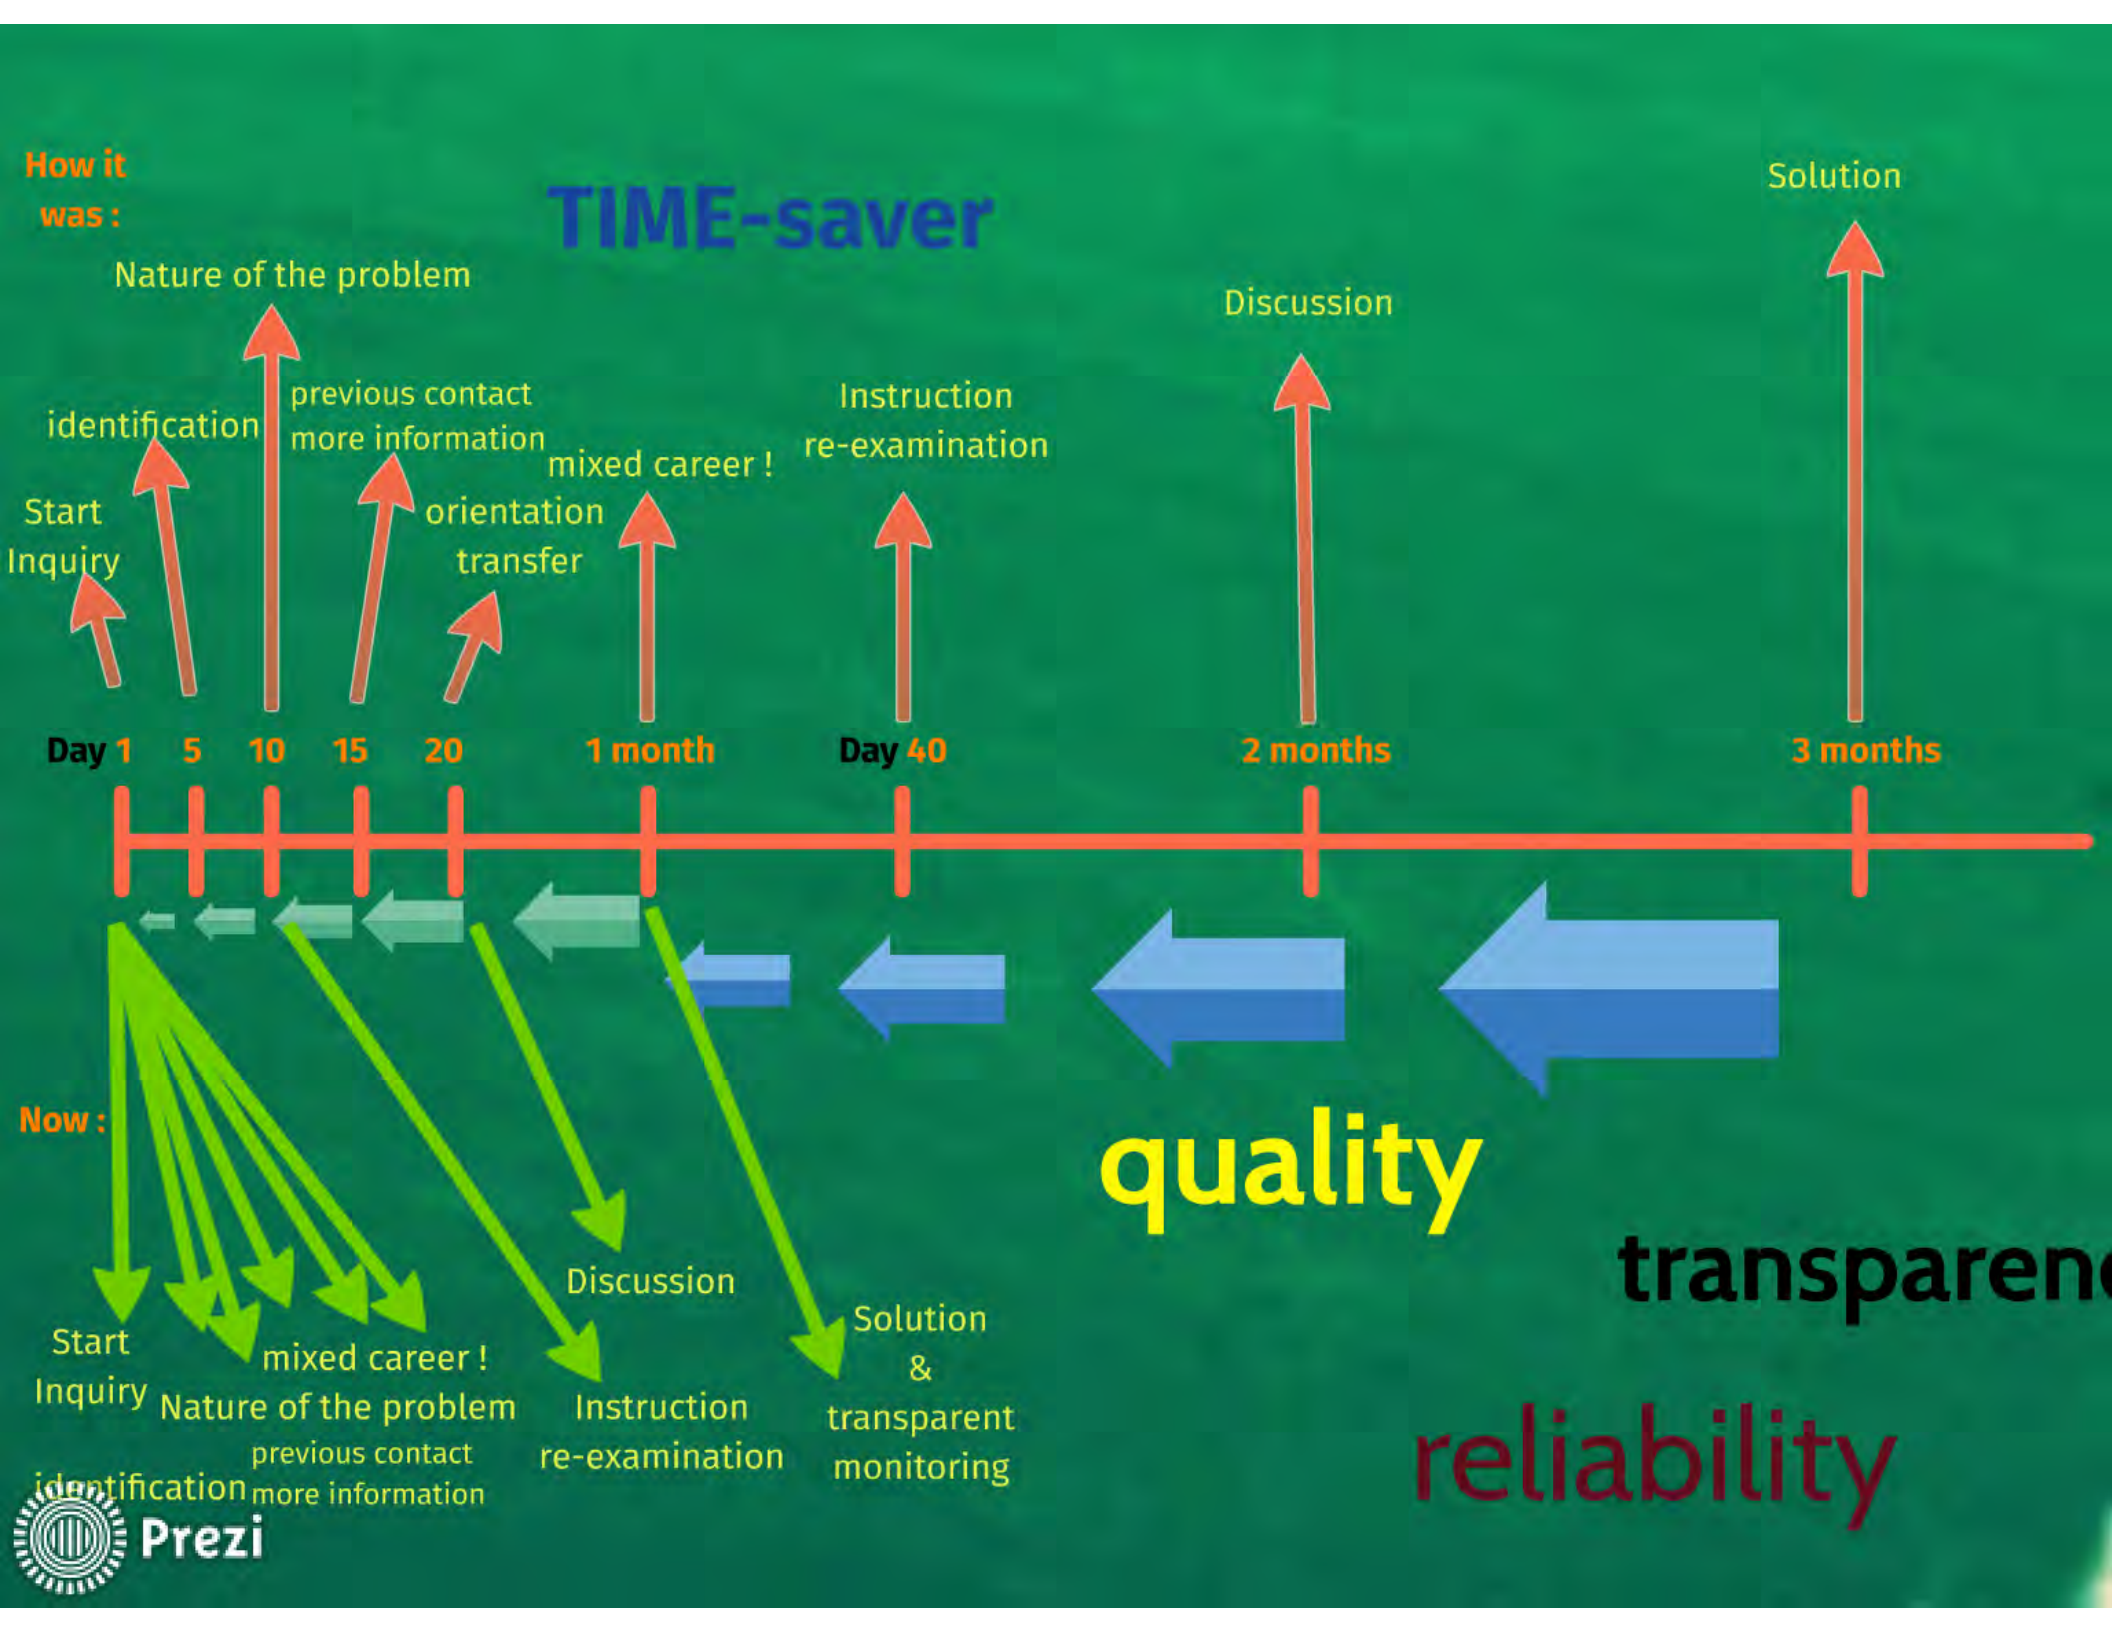 How it
was :
TIME-saver
Solution
Nature of the problem
Discussion
previous contact
more information
identification
Instruction
re-examination
mixed career !
Start
Inquiry
orientation
transfer
Day 1 5 10 15 20 1 month Day 40 2 months 3 months
Now :
quality
transparenc
Discussion
Solution
&
transparent
monitoring
Start
Inquiry
mixed career !
Nature of the problem
previous contact
more information
identification
Instruction
re-examination
reliability
Prezi